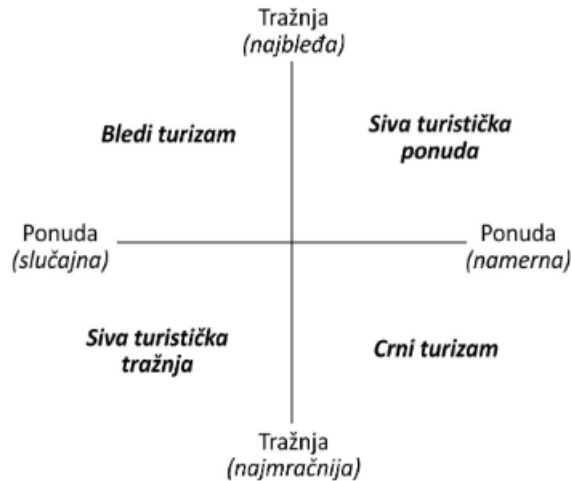 Tražnja
(najbleđa)
Bledi turizam
Siva turistička
ponuda
Ponuda
(slučajna)
Ponuda
(namerna)
Siva turistička
tražnja
Crni turizam
Tražnja
(najmračnija)